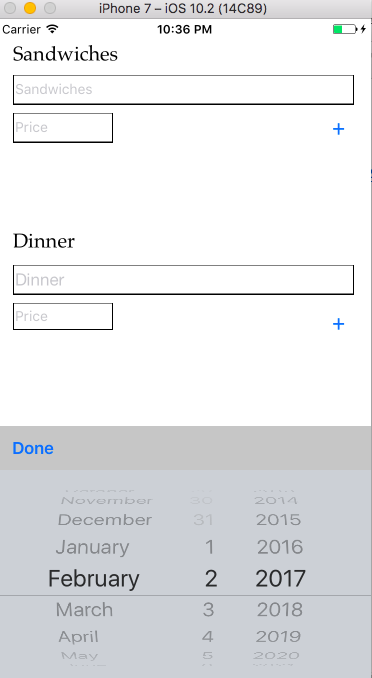 iPhone 7 – iOS 10.2 (14C89)
Carrier 10:36 PM
Sandwiches
Sandwiches
Price +
Dinner
Dinner
Price +
Done
November 30 2014
December 31 2015
January 1 2016
February 2 2017
March 3 2018
April 4 2019
May 5 2020